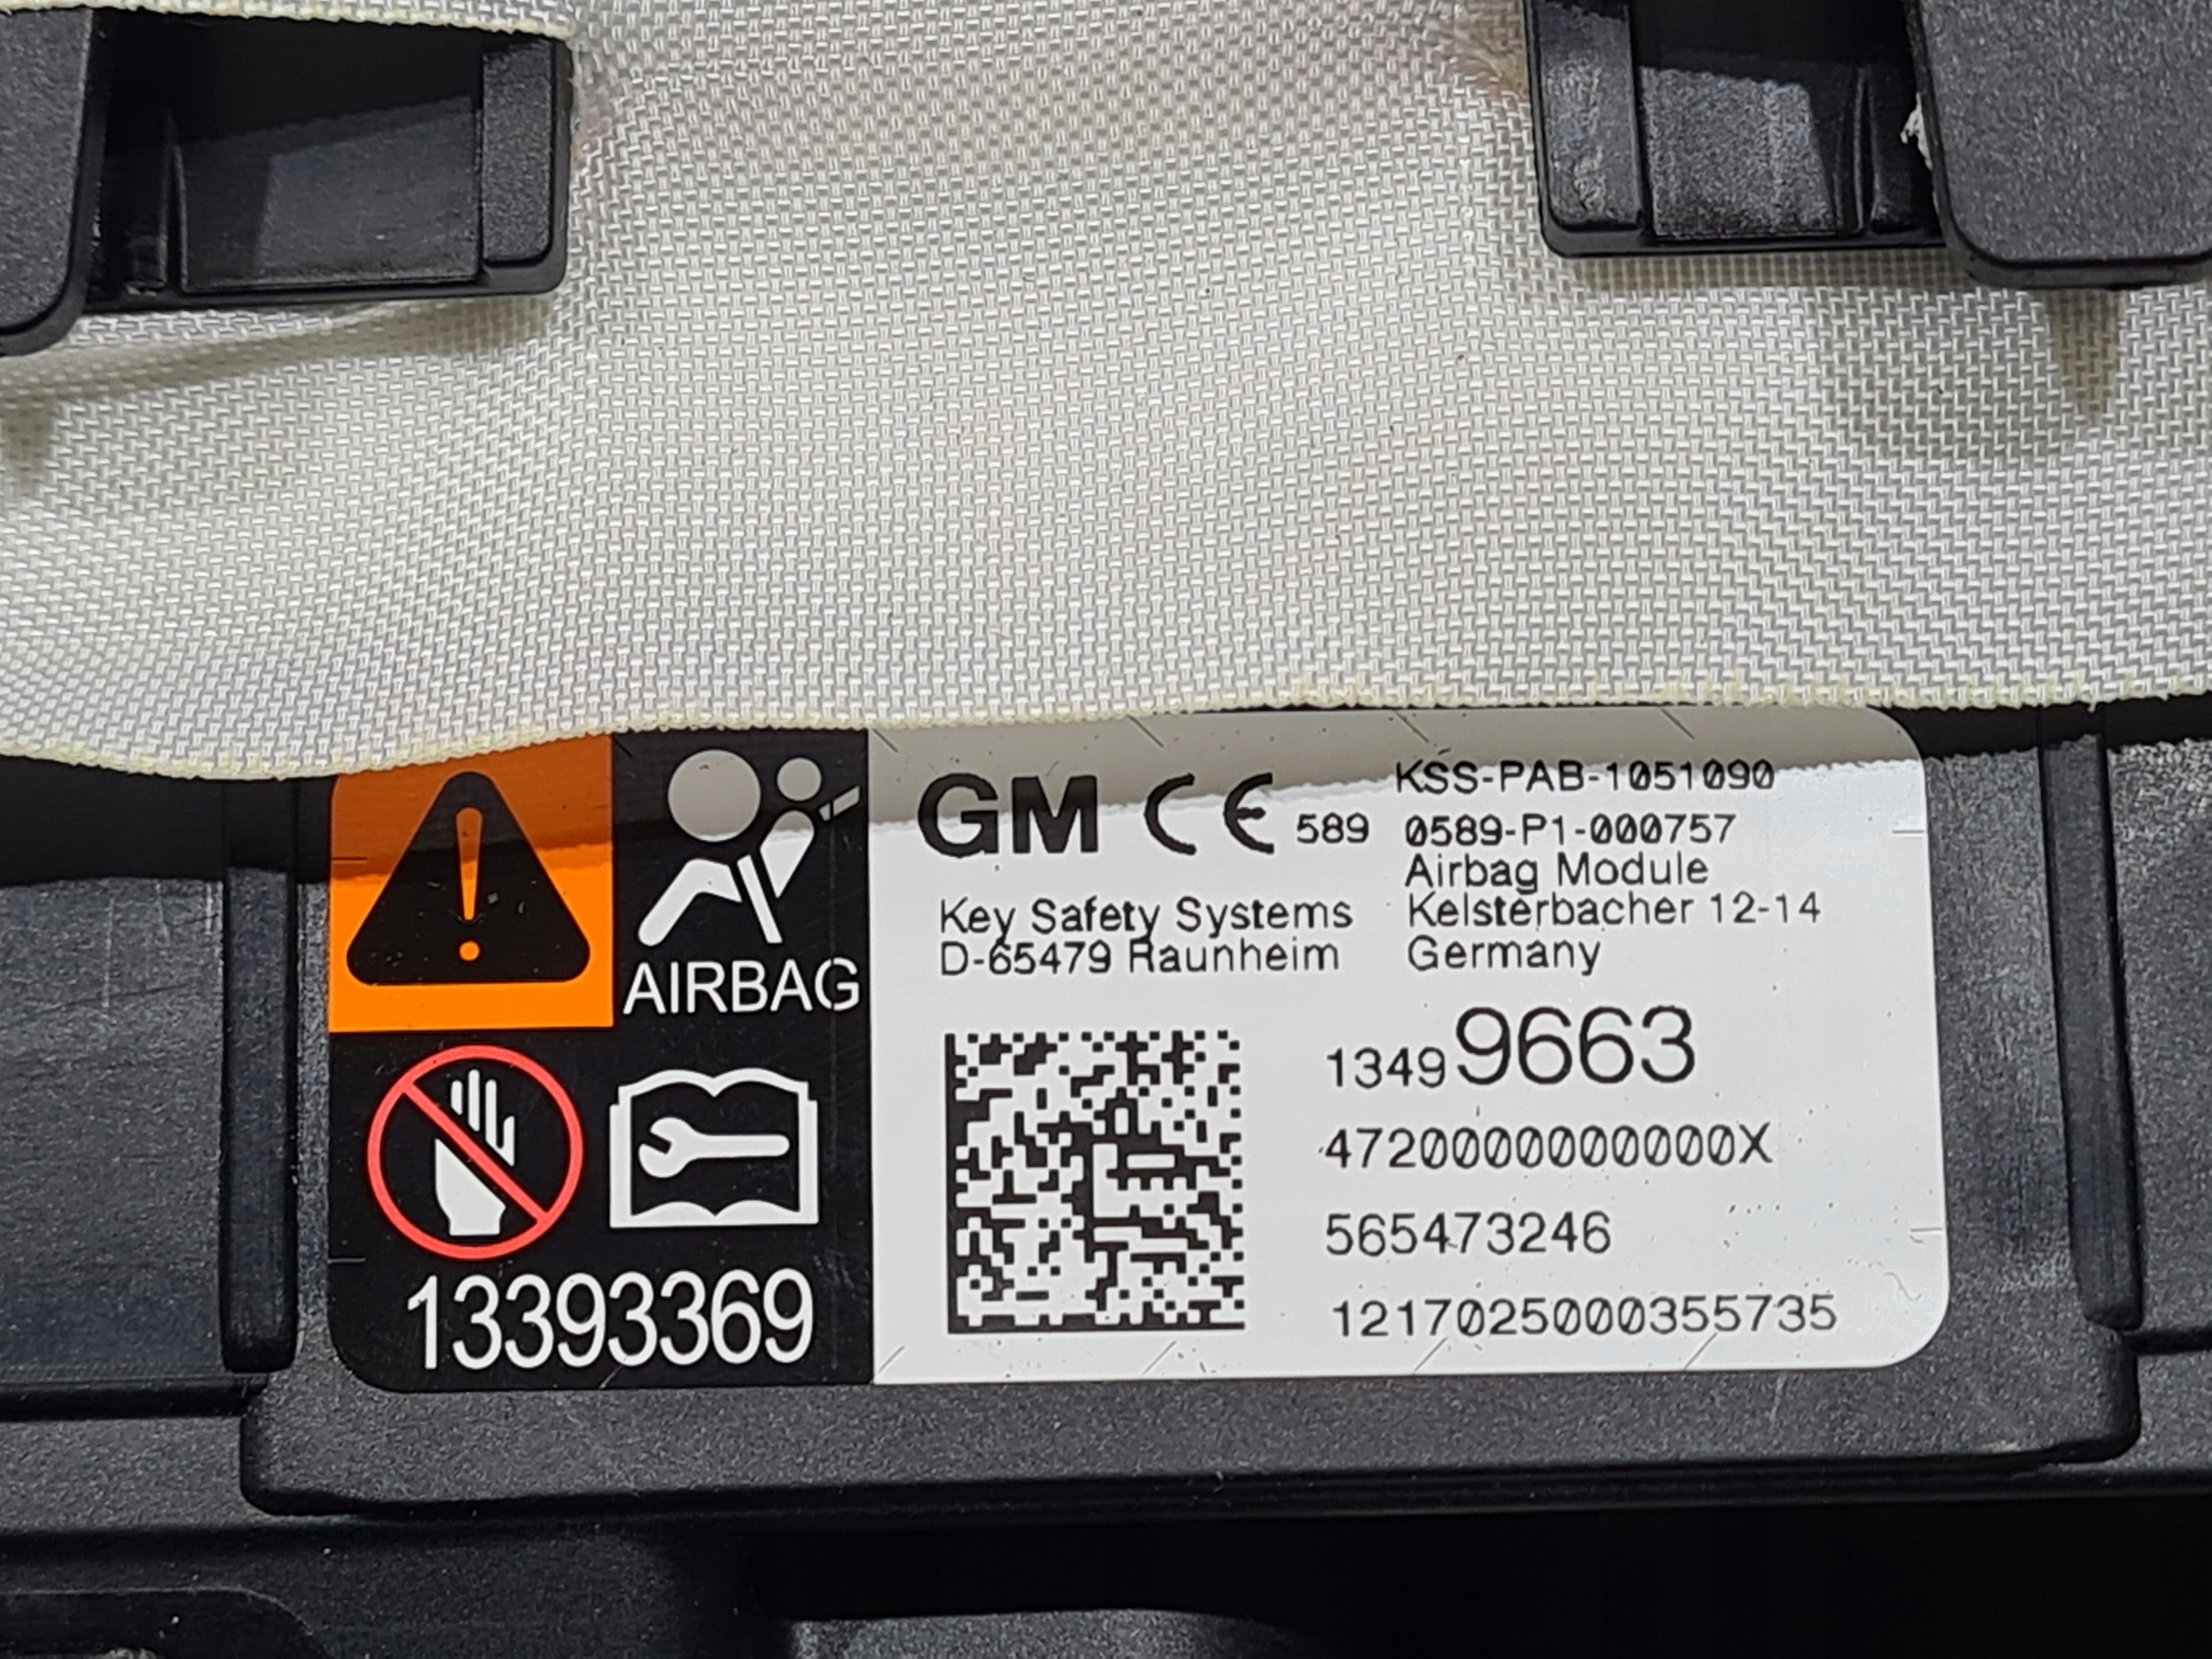 AIRBAG
13393369
GM CE 589
KSS-PAB-1051090
0589-P1-000757
Airbag Module
Key Safety Systems Kelsterbacher 12-14
D-65479 Raunheim Germany
13499663
4720000000000X
565473246
1217025000355735